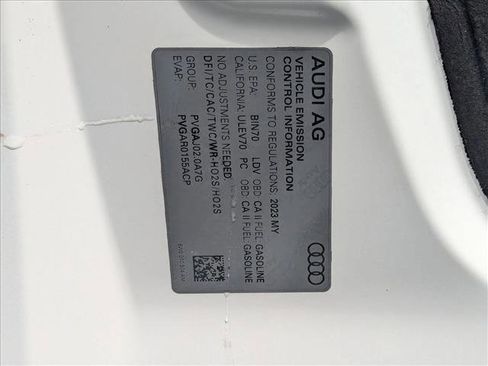 AUDI AG
VEHICLE EMISSION
CONTROL INFORMATION
CONFORMS TO REGULATIONS: 2023 MY
U.S. EPA: BIN70 LDV OBD CA II FUEL: GASOLINE
CALIFORNIA: ULEV70 PC OBD CA II FUEL: GASOLINE
NO ADJUSTMENTS NEEDED
DFI/TC/CAC/TWC/WR-HO2S/HO2S
GROUP: PVGAJ02.0A7G
EVAP: PVGAR0155ACP